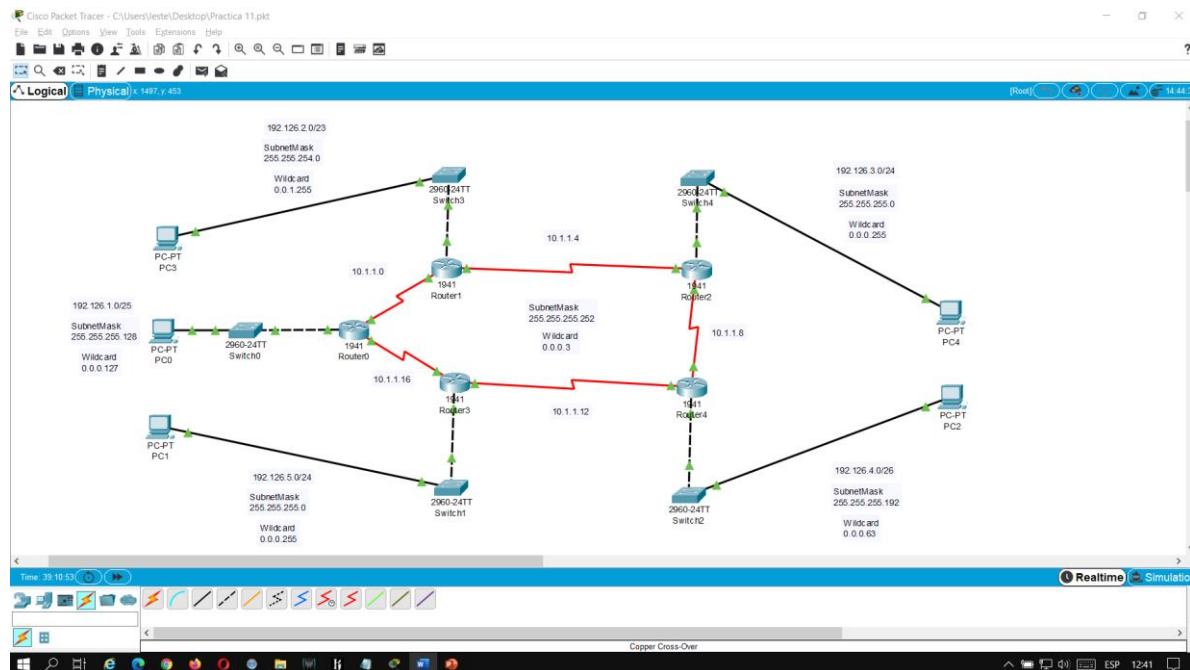 Cisco Packet Tracer - C:\Users\leste\Desktop\Practica 11.pkt
File Edit Options View Tools Extensions Help
?
Logical
Physical
x: 1497, y: 453
[Root]
14:44:
192.126.2.0/23
SubnetMask
255.255.254.0
Wildcard
0.0.1.255
2960-24TT
Switch3
PC-PT
PC3
10.1.1.0
1941
Router1
10.1.1.4
2960-24TT
Switch4
192.126.3.0/24
SubnetMask
255.255.255.0
Wildcard
0.0.0.255
1941
Router2
192.126.1.0/25
SubnetMask
255.255.255.128
Wildcard
0.0.0.127
PC-PT
PC0
2960-24TT
Switch0
1941
Router0
SubnetMask
255.255.255.252
Wildcard
0.0.0.3
10.1.1.8
PC-PT
PC4
10.1.1.16
1941
Router3
10.1.1.12
1941
Router4
PC-PT
PC2
PC-PT
PC1
192.126.5.0/24
SubnetMask
255.255.255.0
Wildcard
0.0.0.255
2960-24TT
Switch1
2960-24TT
Switch2
192.126.4.0/26
SubnetMask
255.255.255.192
Wildcard
0.0.0.63
Time: 39:10:53
Realtime
Simulatio
Copper Cross-Over
ESP
12:41